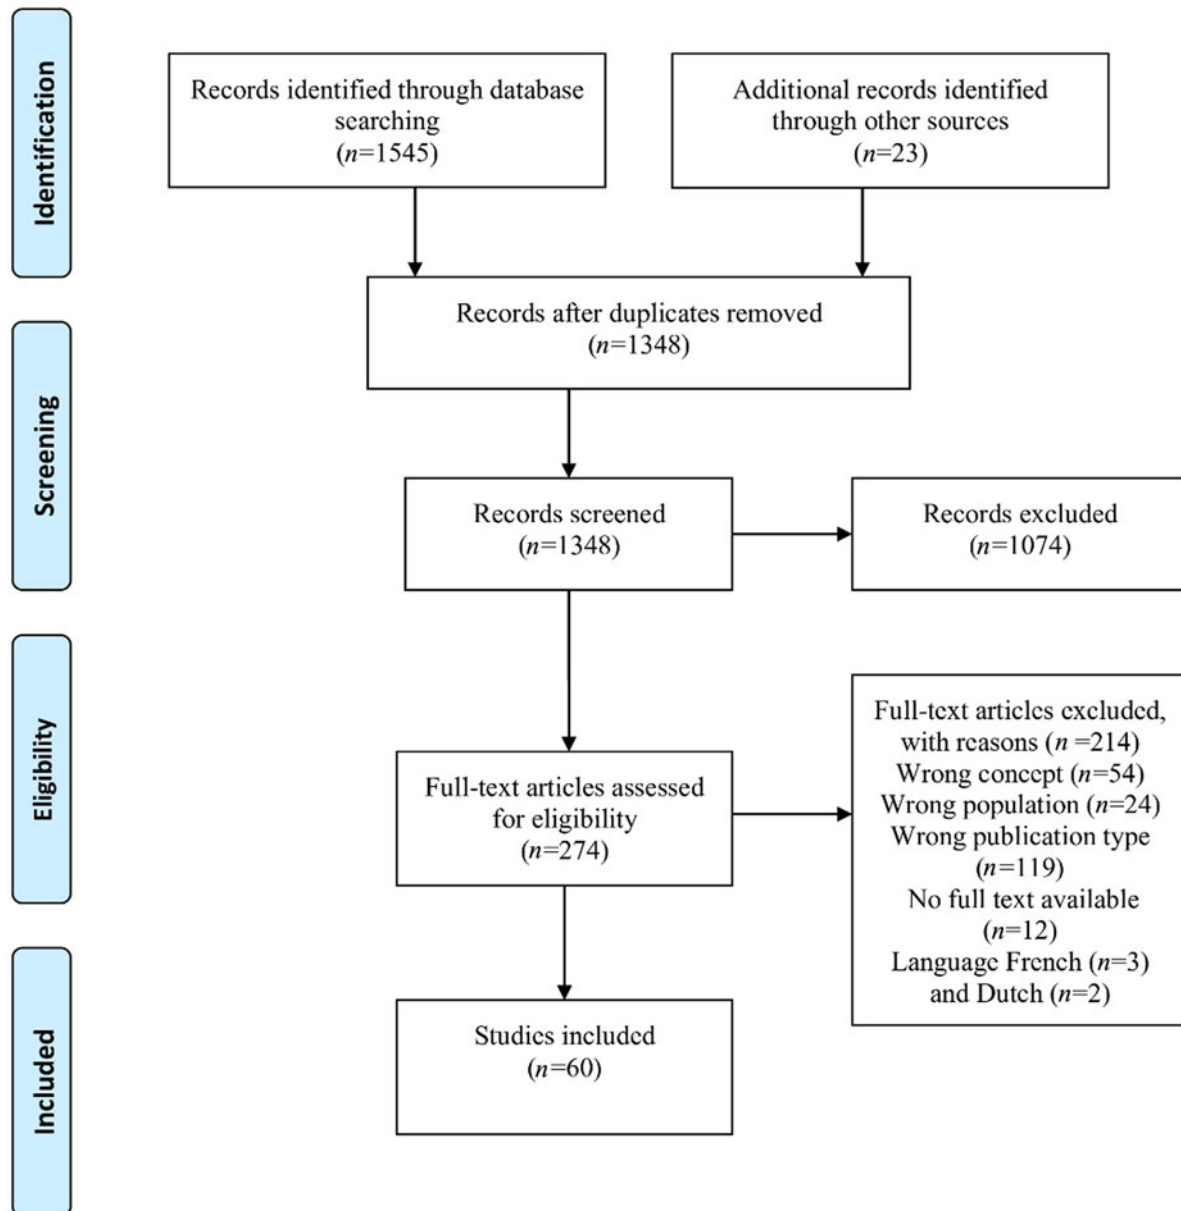 Identification
Records identified through database
searching
(n=1545)
Additional records identified
through other sources
(n=23)
Records after duplicates removed
(n=1348)
Screening
Records screened
(n=1348)
Records excluded
(n=1074)
Eligibility
Full-text articles assessed
for eligibility
(n=274)
Full-text articles excluded,
with reasons (n =214)
Wrong concept (n=54)
Wrong population (n=24)
Wrong publication type
(n=119)
No full text available
(n=12)
Language French (n=3)
and Dutch (n=2)
Included
Studies included
(n=60)